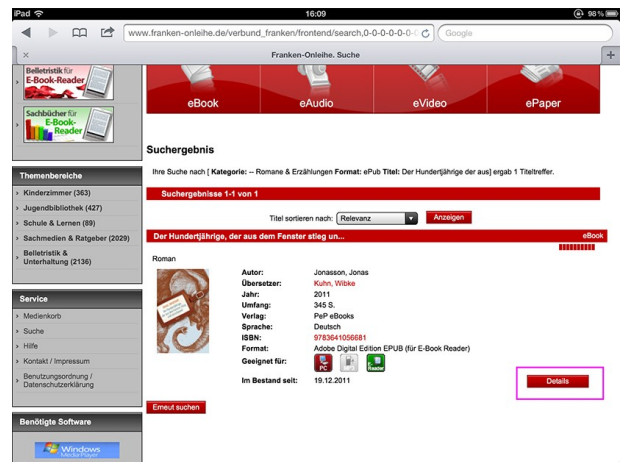 iPad
16:09
98%
www.franken-onleihe.de/verbund_franken/frontend/search,0-0-0-0-0-0-
Google
Franken-Onleihe. Suche
Belletristik für
E-Book-Reader
Sachbücher für
E-Book-
Reader
eBook
eAudio
eVideo
ePaper
Suchergebnis
Ihre Suche nach [ Kategorie: -- Romane & Erzählungen Format: ePub Titel: Der Hundertjährige der aus] ergab 1 Titeltreffer.
Suchergebnisse 1-1 von 1
Titel sortieren nach: Relevanz Anzeigen
Der Hundertjährige, der aus dem Fenster stieg un... eBook
Roman
Autor: Jonasson, Jonas
Übersetzer: Kuhn, Wibke
Jahr: 2011
Umfang: 345 S.
Verlag: PeP eBooks
Sprache: Deutsch
ISBN: 9783641056681
Format: Adobe Digital Edition EPUB (für E-Book Reader)
Geeignet für: PC Reader
Im Bestand seit: 19.12.2011
Details
Erneut suchen
Themenbereiche
Kinderzimmer (363)
Jugendbibliothek (427)
Schule & Lernen (89)
Sachmedien & Ratgeber (2029)
Belletristik &
Unterhaltung (2136)
Service
Medienkorb
Suche
Hilfe
Kontakt / Impressum
Benutzungsordnung /
Datenschutzerklärung
Benötigte Software
Windows
Media Player